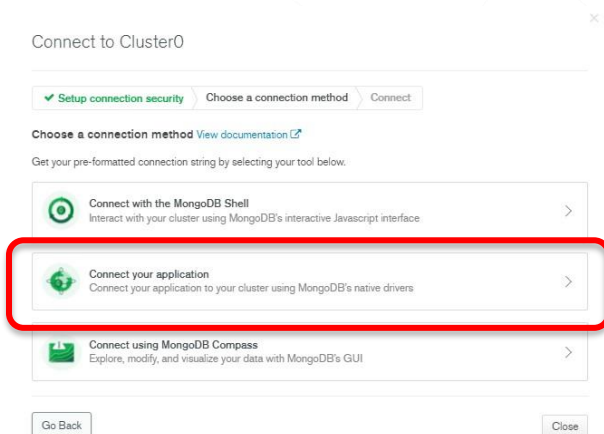 Connect to Cluster0
✔ Setup connection security
Choose a connection method
Connect
Choose a connection method View documentation
Get your pre-formatted connection string by selecting your tool below.
Connect with the MongoDB Shell
Interact with your cluster using MongoDB's interactive Javascript interface
Connect your application
Connect your application to your cluster using MongoDB's native drivers
Connect using MongoDB Compass
Explore, modify, and visualize your data with MongoDB's GUI
Go Back
Close